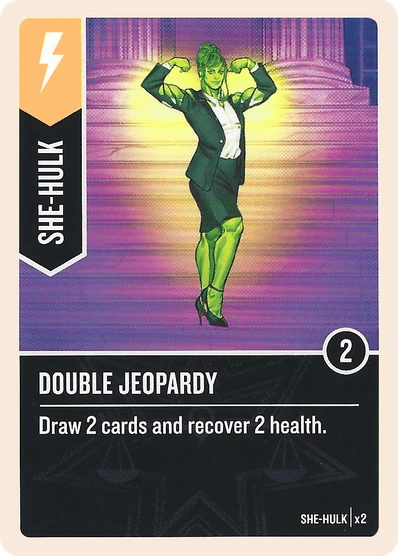 SHE-HULK
2
DOUBLE JEOPARDY
Draw 2 cards and recover 2 health.
SHE-HULK | x2